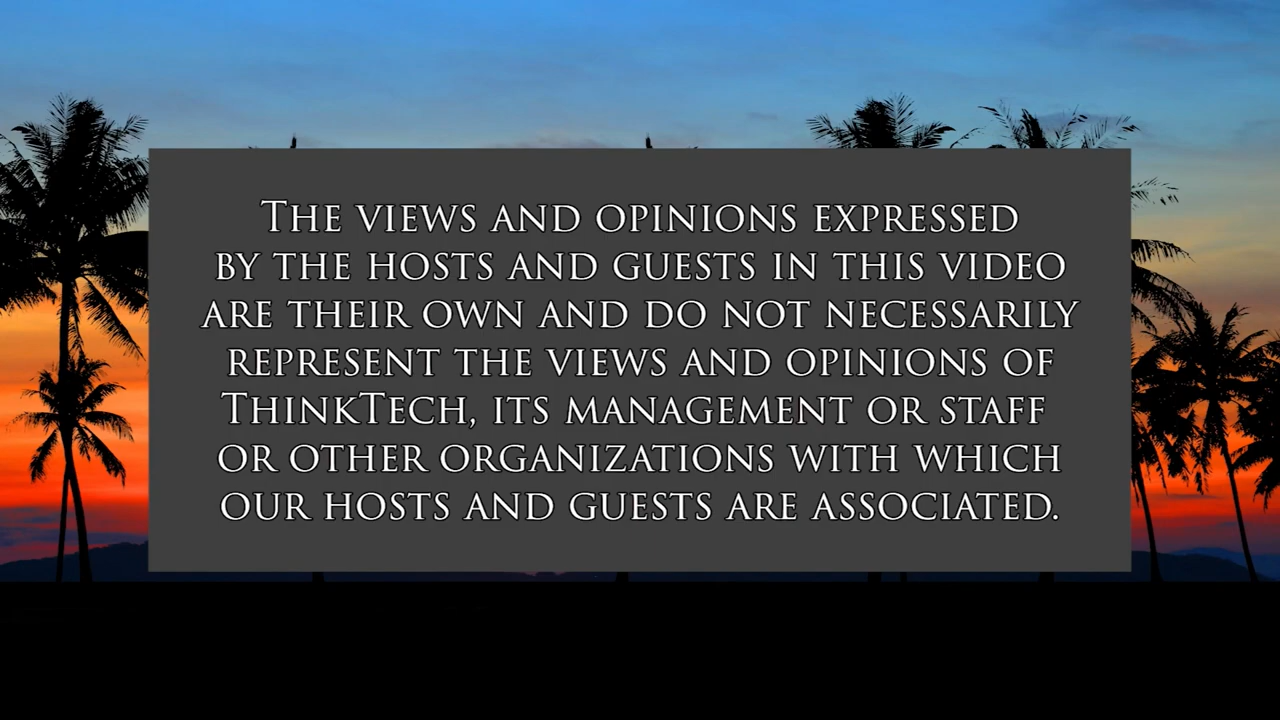 The views and opinions expressed
by the hosts and guests in this video
are their own and do not necessarily
represent the views and opinions of
ThinkTech, its management or staff
or other organizations with which
our hosts and guests are associated.